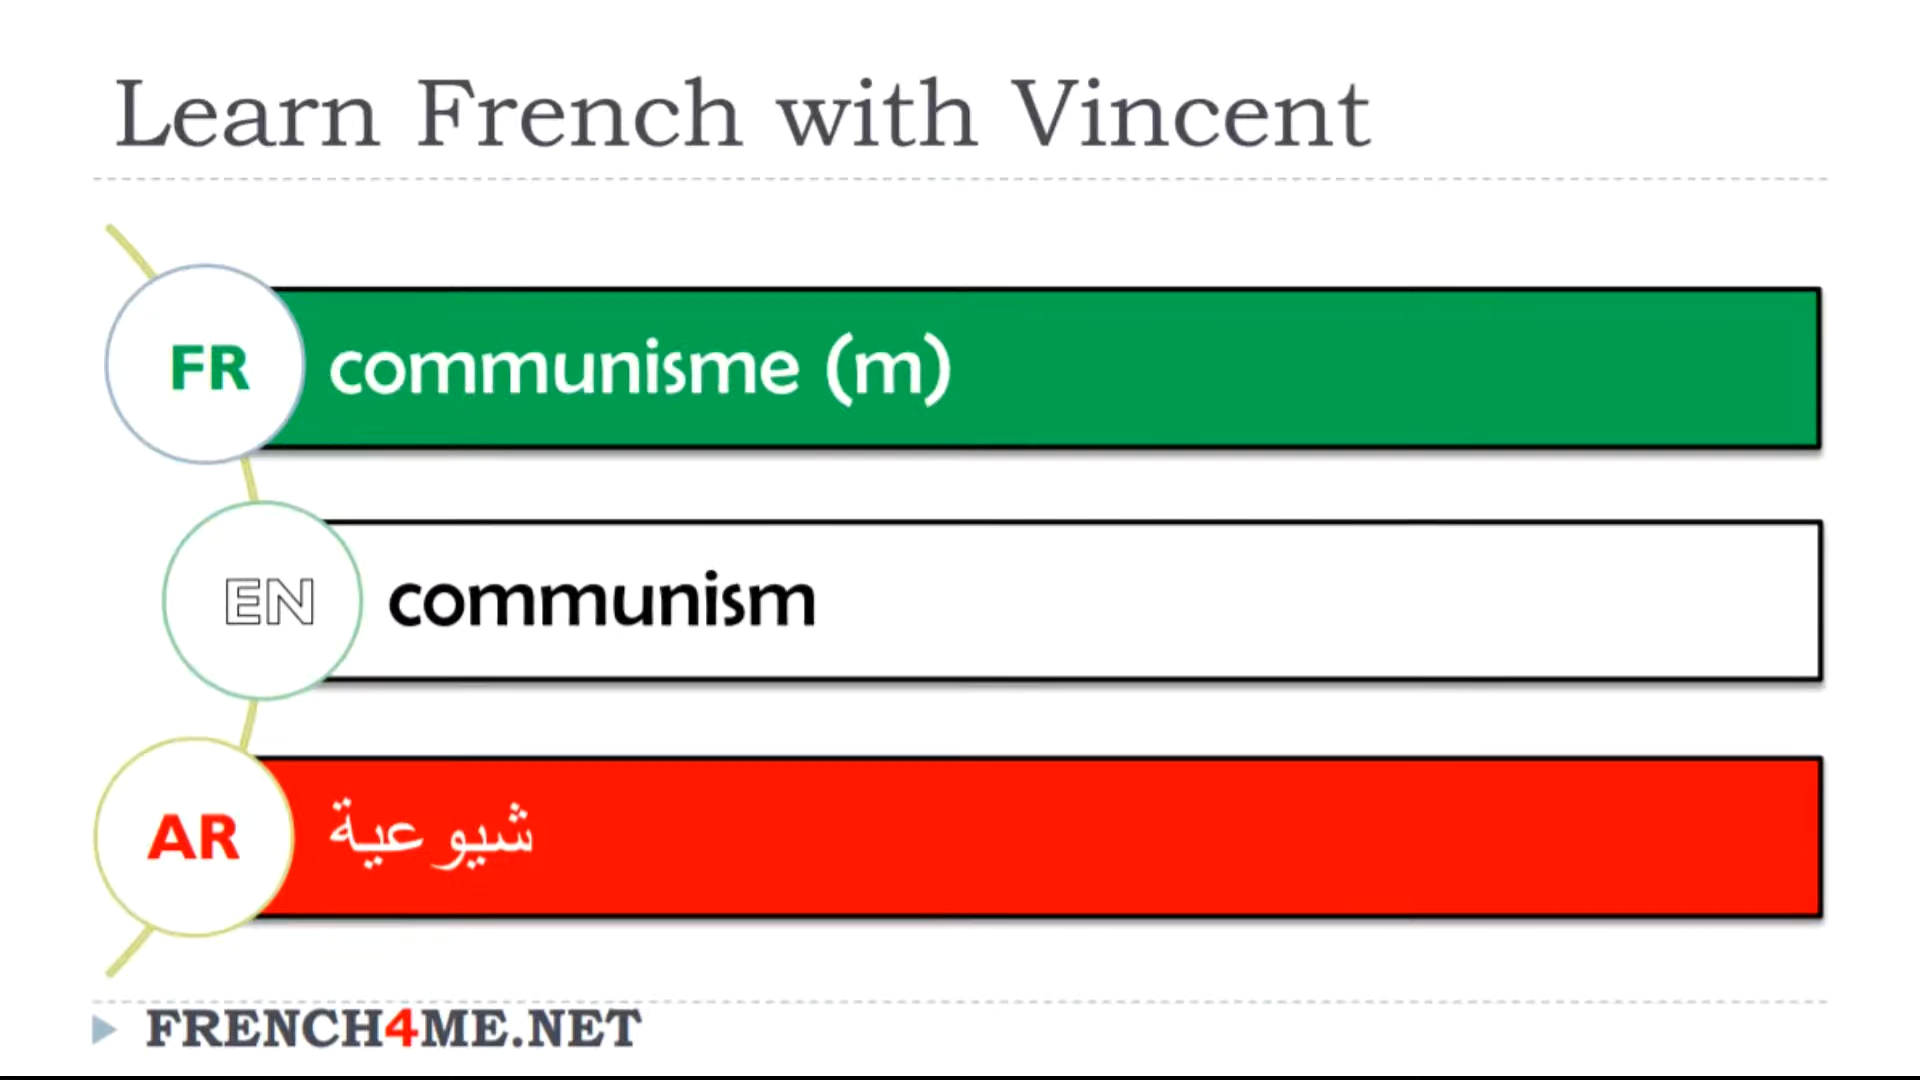 Learn French with Vincent
FR communisme (m)
EN communism
AR شيوعية
FRENCH4ME.NET